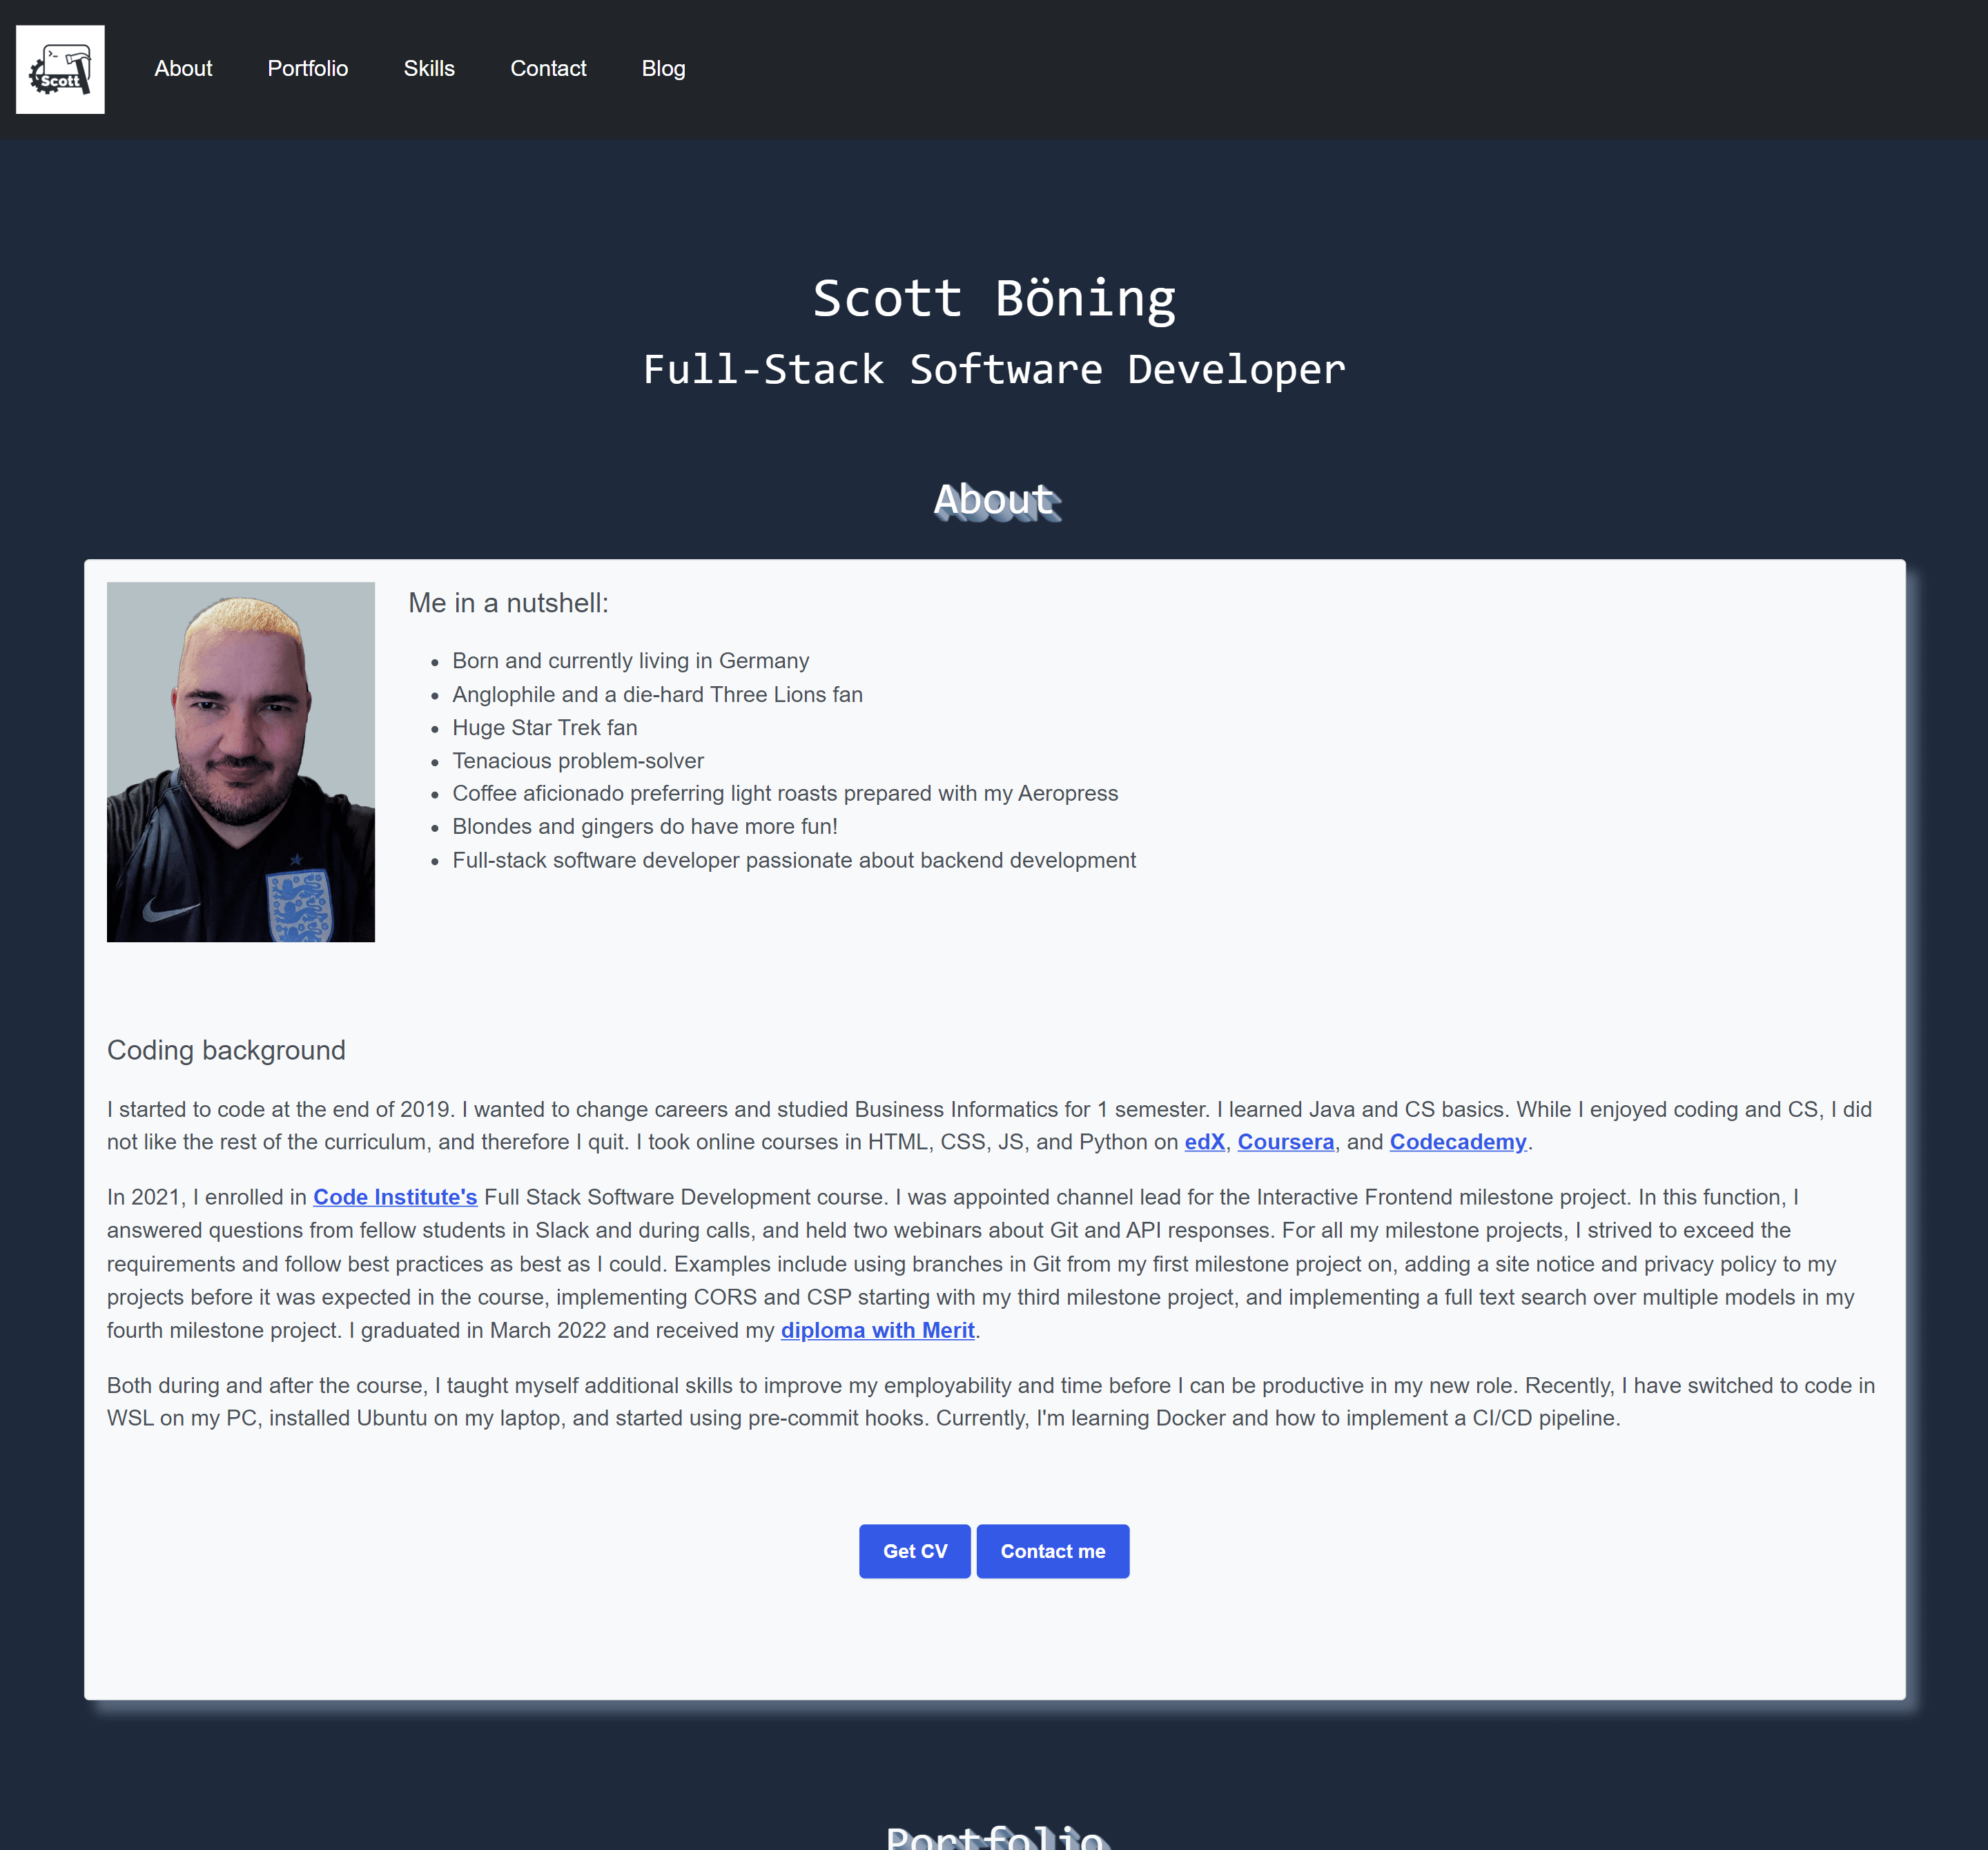 >_
Scott
About
Portfolio
Skills
Contact
Blog
Scott Böning
Full-Stack Software Developer
About
Me in a nutshell:
Born and currently living in Germany
Anglophile and a die-hard Three Lions fan
Huge Star Trek fan
Tenacious problem-solver
Coffee aficionado preferring light roasts prepared with my Aeropress
Blondes and gingers do have more fun!
Full-stack software developer passionate about backend development
Coding background
I started to code at the end of 2019. I wanted to change careers and studied Business Informatics for 1 semester. I learned Java and CS basics. While I enjoyed coding and CS, I did
not like the rest of the curriculum, and therefore I quit. I took online courses in HTML, CSS, JS, and Python on edX, Coursera, and Codecademy.
In 2021, I enrolled in Code Institute's Full Stack Software Development course. I was appointed channel lead for the Interactive Frontend milestone project. In this function, I
answered questions from fellow students in Slack and during calls, and held two webinars about Git and API responses. For all my milestone projects, I strived to exceed the
requirements and follow best practices as best as I could. Examples include using branches in Git from my first milestone project on, adding a site notice and privacy policy to my
projects before it was expected in the course, implementing CORS and CSP starting with my third milestone project, and implementing a full text search over multiple models in my
fourth milestone project. I graduated in March 2022 and received my diploma with Merit.
Both during and after the course, I taught myself additional skills to improve my employability and time before I can be productive in my new role. Recently, I have switched to code in
WSL on my PC, installed Ubuntu on my laptop, and started using pre-commit hooks. Currently, I'm learning Docker and how to implement a CI/CD pipeline.
Get CV
Contact me
Portfolio